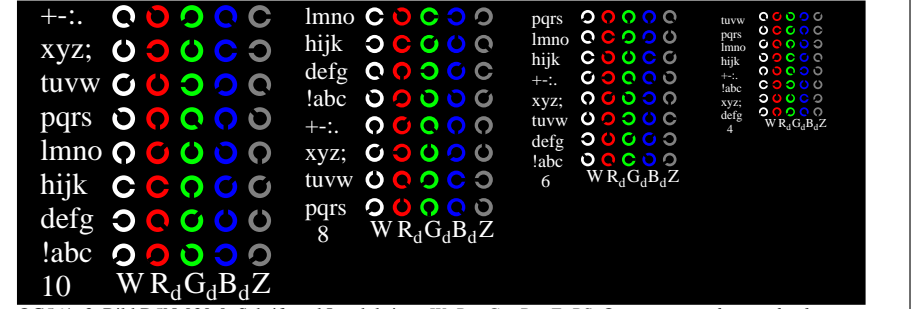 +-:.
xyz;
tuvw
pqrs
lmno
hijk
defg
!abc
10 W R_d G_d B_d Z
lmno
hijk
defg
!abc
+-:.
xyz;
tuvw
pqrs
8 W R_d G_d B_d Z
pqrs
lmno
hijk
+-:.
xyz;
tuvw
defg
!abc
6 W R_d G_d B_d Z
tuvw
pqrs
lmno
hijk
+-:.
!abc
xyz;
defg
4 W R_d G_d B_d Z